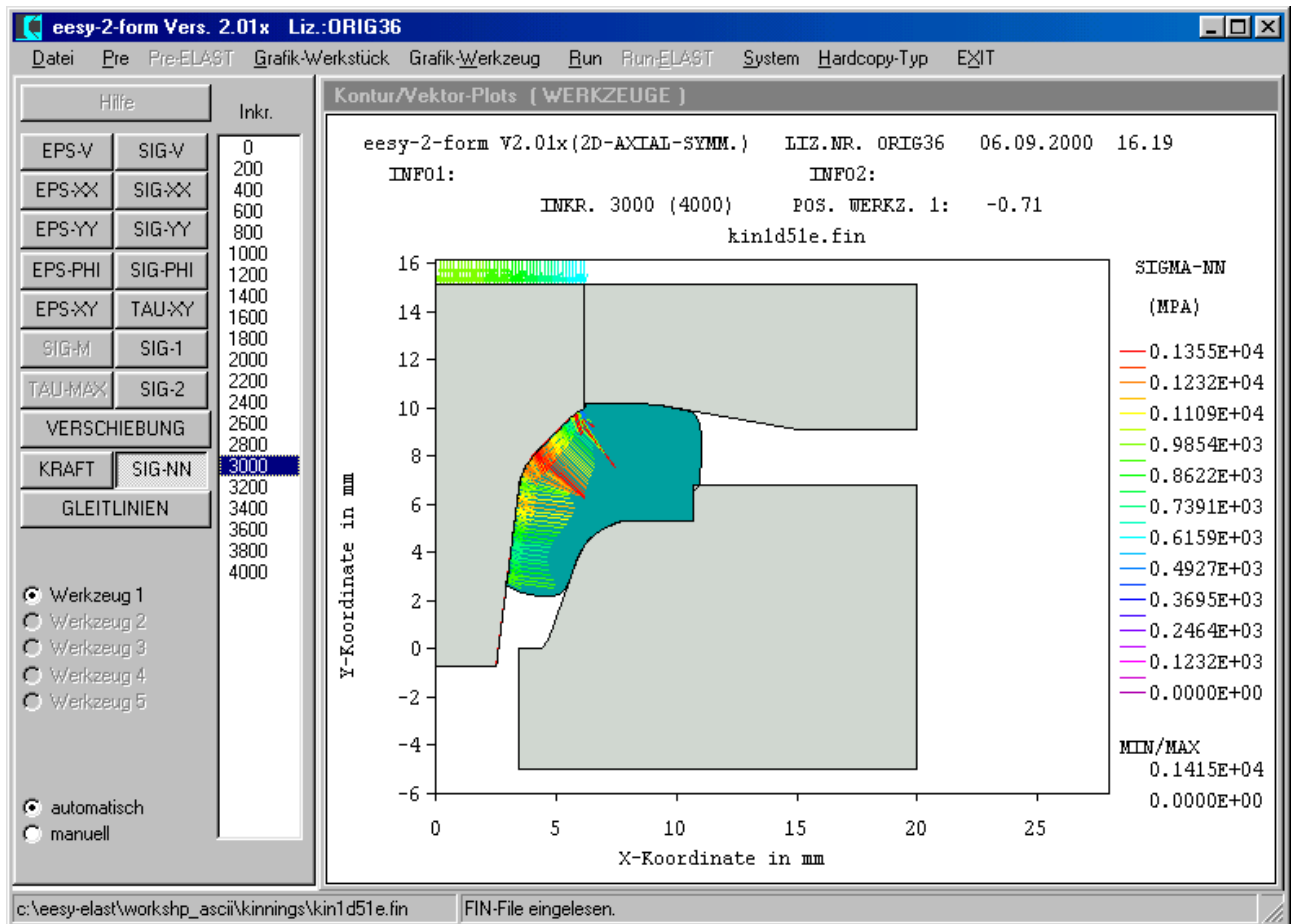 eesy-2-form Vers. 2.01x Liz.:ORIG36
Datei Pre Pre-ELAST Grafik-Werkstück Grafik-Werkzeug Run Run-ELAST System Hardcopy-Typ EXIT
Hilfe
Inkr.
EPS-V SIG-V
EPS-XX SIG-XX
EPS-YY SIG-YY
EPS-PHI SIG-PHI
EPS-XY TAU-XY
SIG-M SIG-1
TAU-MAX SIG-2
VERSCHIEBUNG
KRAFT SIG-NN
GLEITLINIEN
Werkzeug 1
Werkzeug 2
Werkzeug 3
Werkzeug 4
Werkzeug 5
automatisch
manuell
0
200
400
600
800
1000
1200
1400
1600
1800
2000
2200
2400
2600
2800
3000
3200
3400
3600
3800
4000
Kontur/Vektor-Plots ( WERKZEUGE )
eesy-2-form V2.01x(2D-AXIAL-SYMM.) LIZ.NR. ORIG36 06.09.2000 16.19
INFO1: INFO2:
INKR. 3000 (4000) POS. WERKZ. 1: -0.71
kin1d51e.fin
16
14
12
10
8
6
4
2
0
-2
-4
-6
Y-Koordinate in mm
0 5 10 15 20 25
X-Koordinate in mm
SIGMA-NN
(MPA)
0.1355E+04
0.1232E+04
0.1109E+04
0.9854E+03
0.8622E+03
0.7391E+03
0.6159E+03
0.4927E+03
0.3695E+03
0.2464E+03
0.1232E+03
0.0000E+00
MIN/MAX
0.1415E+04
0.0000E+00
c:\eesy-elast\workshp_ascii\kinnings\kin1d51e.fin FIN-File eingelesen.